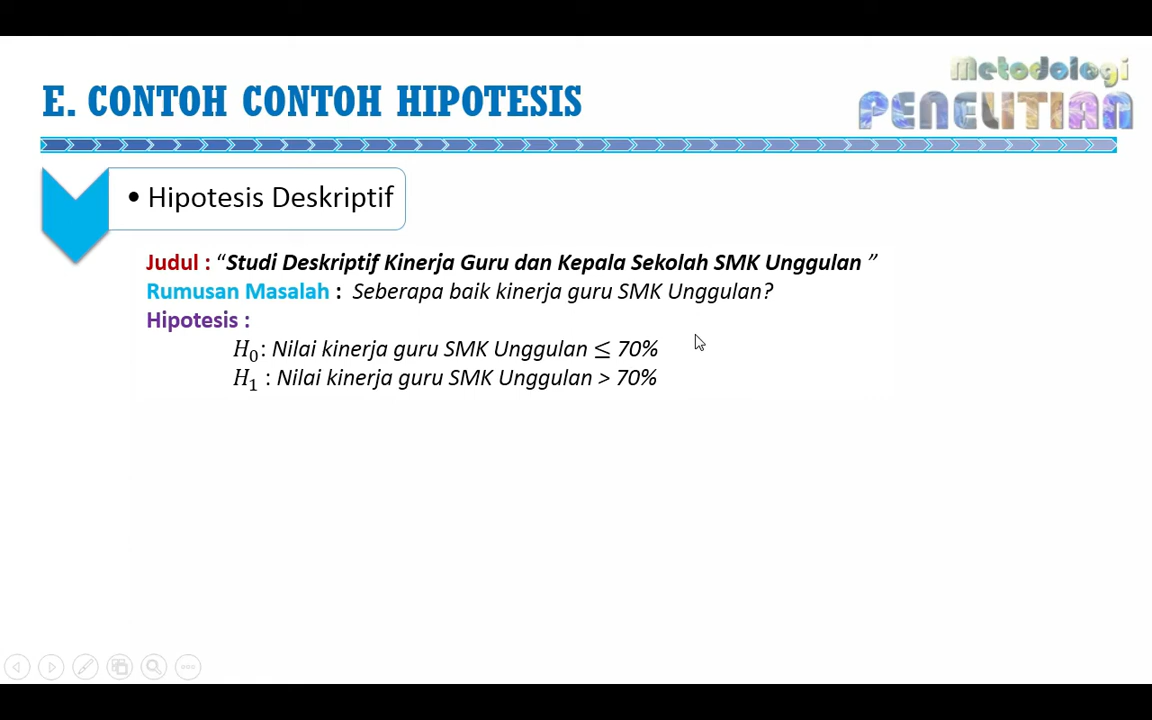 E. CONTOH CONTOH HIPOTESIS
Metodologi
PENELITIAN
• Hipotesis Deskriptif
Judul : “Studi Deskriptif Kinerja Guru dan Kepala Sekolah SMK Unggulan ”
Rumusan Masalah : Seberapa baik kinerja guru SMK Unggulan?
Hipotesis :
H₀: Nilai kinerja guru SMK Unggulan ≤ 70%
H₁ : Nilai kinerja guru SMK Unggulan > 70%